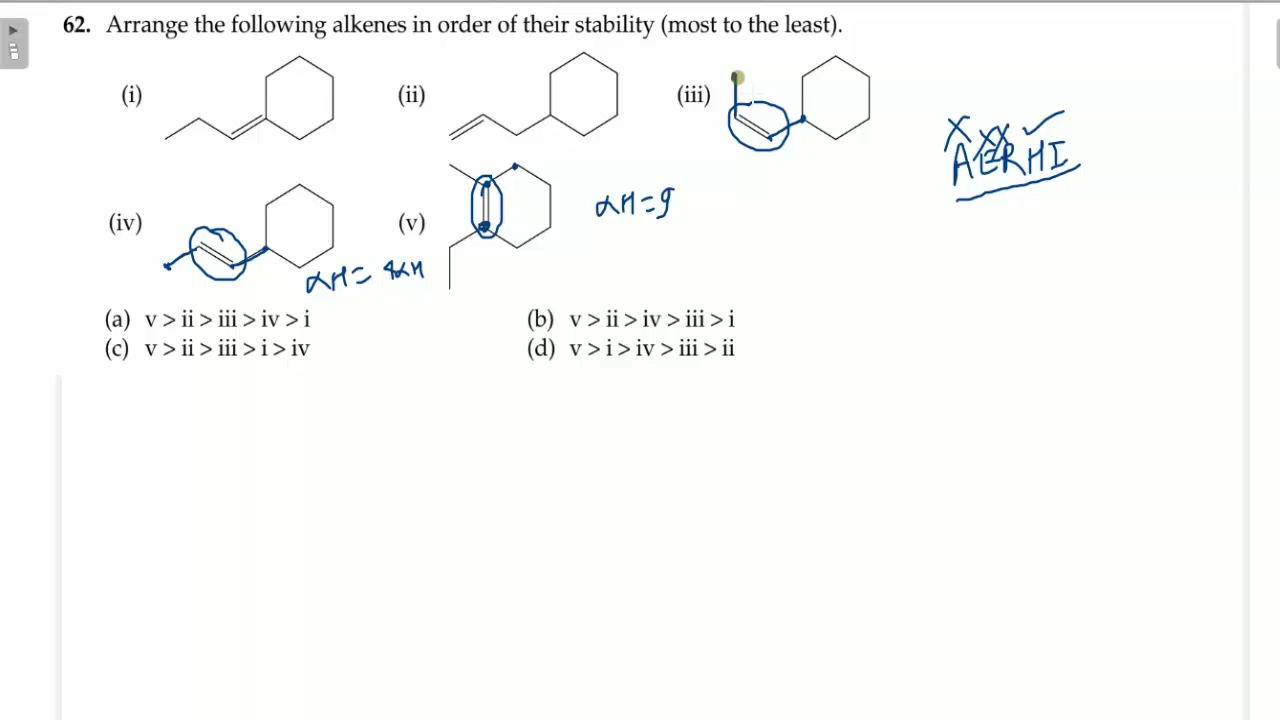 62. Arrange the following alkenes in order of their stability (most to the least).
(i) (ii) (iii)
AERHI
(iv) (v) αH=9
αH= 4αH
(a) v > ii > iii > iv > i (b) v > ii > iv > iii > i
(c) v > ii > iii > i > iv (d) v > i > iv > iii > ii